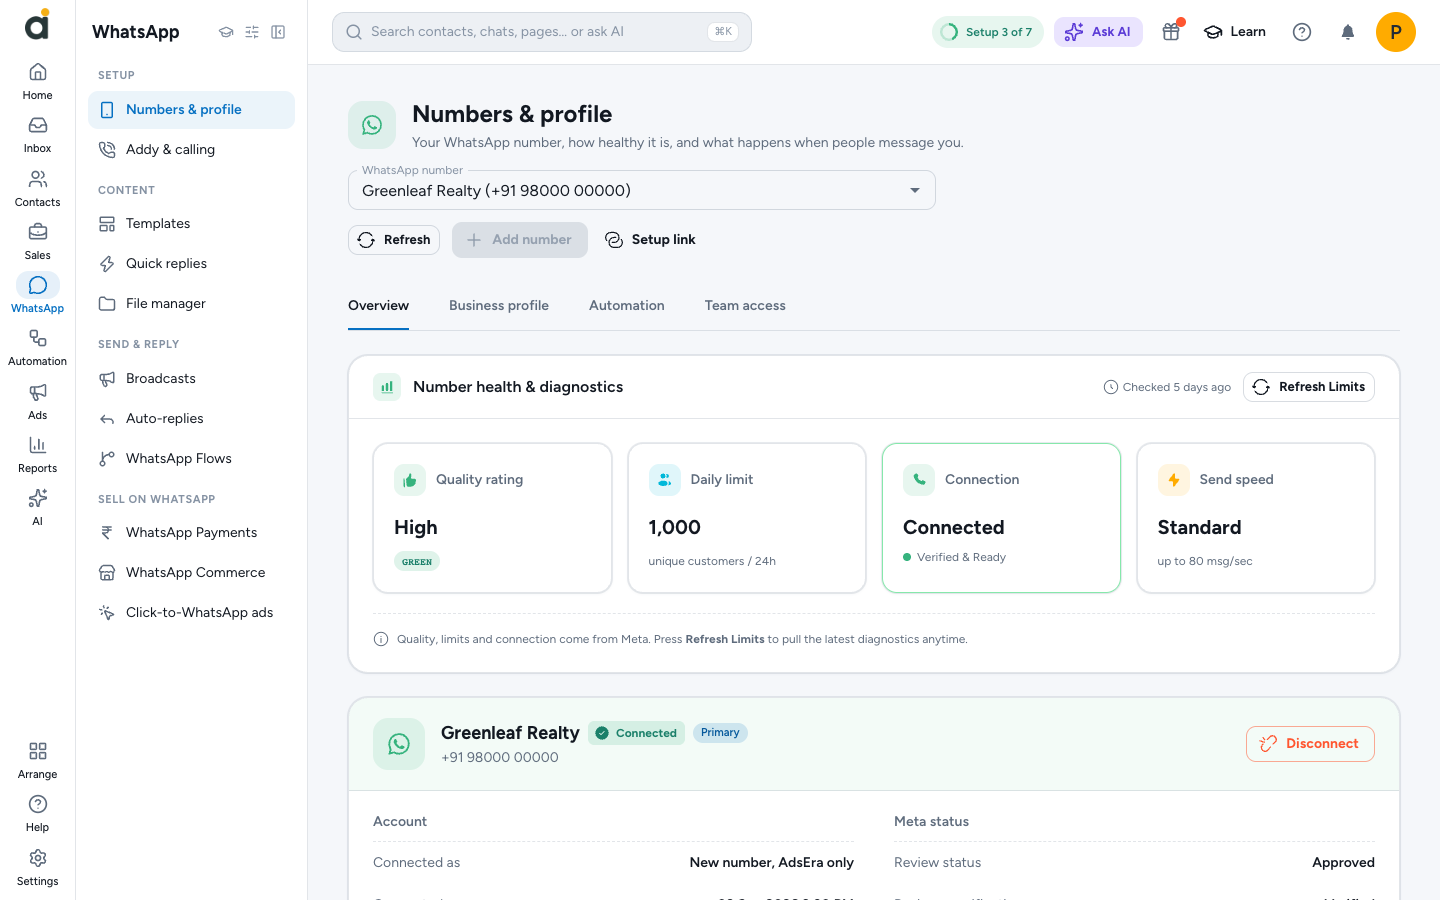 WhatsApp
Search contacts, chats, pages... or ask AI
⌘K
Setup 3 of 7
Ask AI
Learn
P
Home
Inbox
Contacts
Sales
WhatsApp
Automation
Ads
Reports
AI
Arrange
Help
Settings
SETUP
Numbers & profile
Addy & calling
CONTENT
Templates
Quick replies
File manager
SEND & REPLY
Broadcasts
Auto-replies
WhatsApp Flows
SELL ON WHATSAPP
WhatsApp Payments
WhatsApp Commerce
Click-to-WhatsApp ads
Numbers & profile
Your WhatsApp number, how healthy it is, and what happens when people message you.
WhatsApp number
Greenleaf Realty (+91 98000 00000)
Refresh
Add number
Setup link
Overview
Business profile
Automation
Team access
Number health & diagnostics
Checked 5 days ago
Refresh Limits
Quality rating
High
GREEN
Daily limit
1,000
unique customers / 24h
Connection
Connected
Verified & Ready
Send speed
Standard
up to 80 msg/sec
Quality, limits and connection come from Meta. Press Refresh Limits to pull the latest diagnostics anytime.
Greenleaf Realty
Connected
Primary
+91 98000 00000
Disconnect
Account
Connected as
New number, AdsEra only
Meta status
Review status
Approved